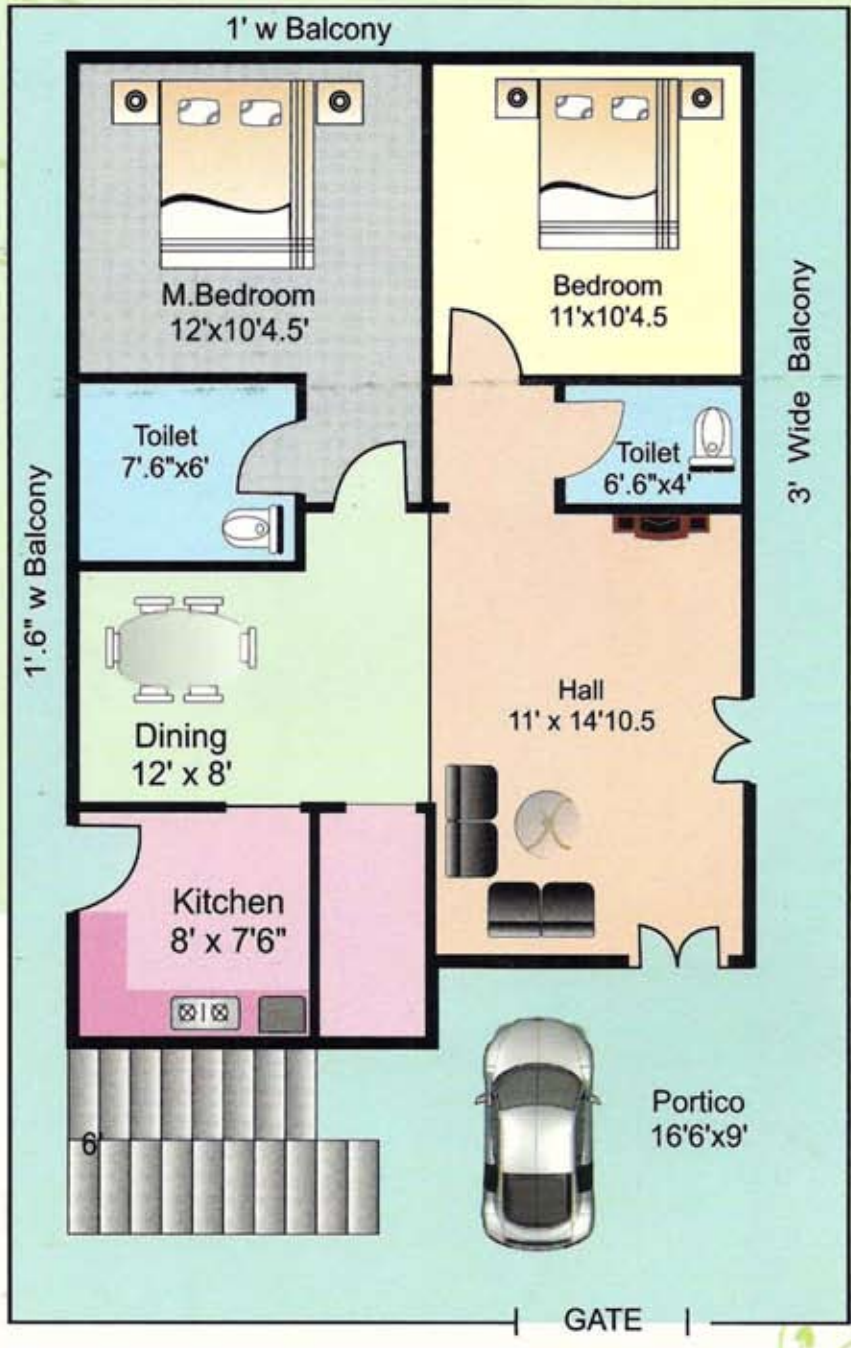 1' w Balcony
M.Bedroom
12'x10'4.5'
Bedroom
11'x10'4.5
3' Wide Balcony
Toilet
7'.6"x6'
Toilet
6'.6"x4'
1'.6" w Balcony
Hall
11' x 14'10.5
Dining
12' x 8'
Kitchen
8' x 7'6"
Portico
16'6'x9'
6'
GATE